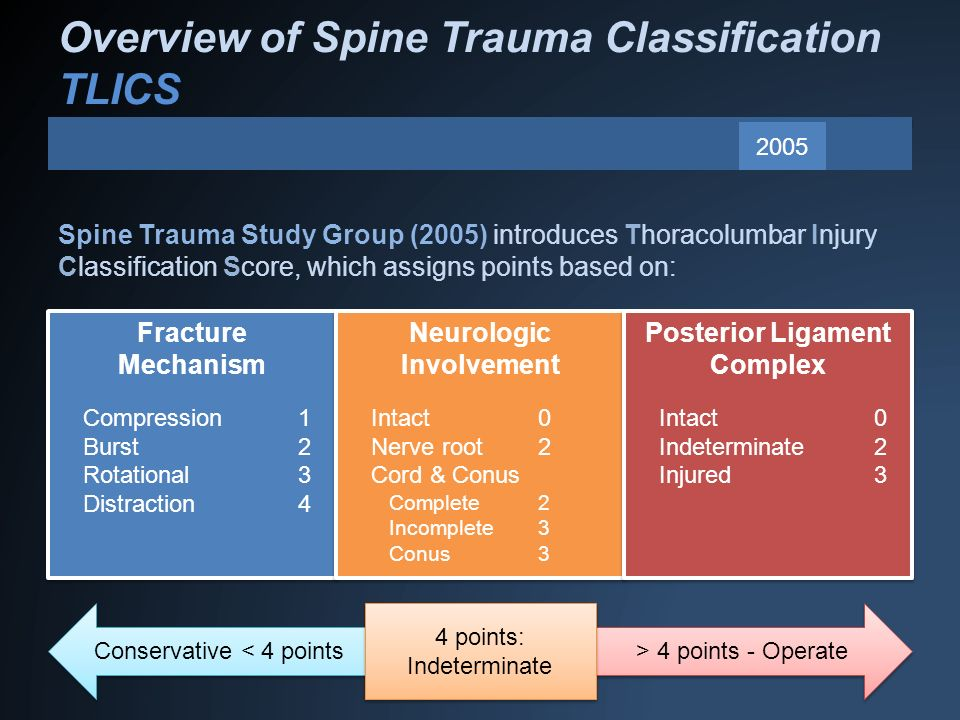 Overview of Spine Trauma Classification
TLICS
2005
Spine Trauma Study Group (2005) introduces Thoracolumbar Injury
Classification Score, which assigns points based on:
Fracture
Mechanism
Compression 1
Burst 2
Rotational 3
Distraction 4
Neurologic
Involvement
Intact 0
Nerve root 2
Cord & Conus
Complete 2
Incomplete 3
Conus 3
Posterior Ligament
Complex
Intact 0
Indeterminate 2
Injured 3
Conservative < 4 points
4 points:
Indeterminate
> 4 points - Operate